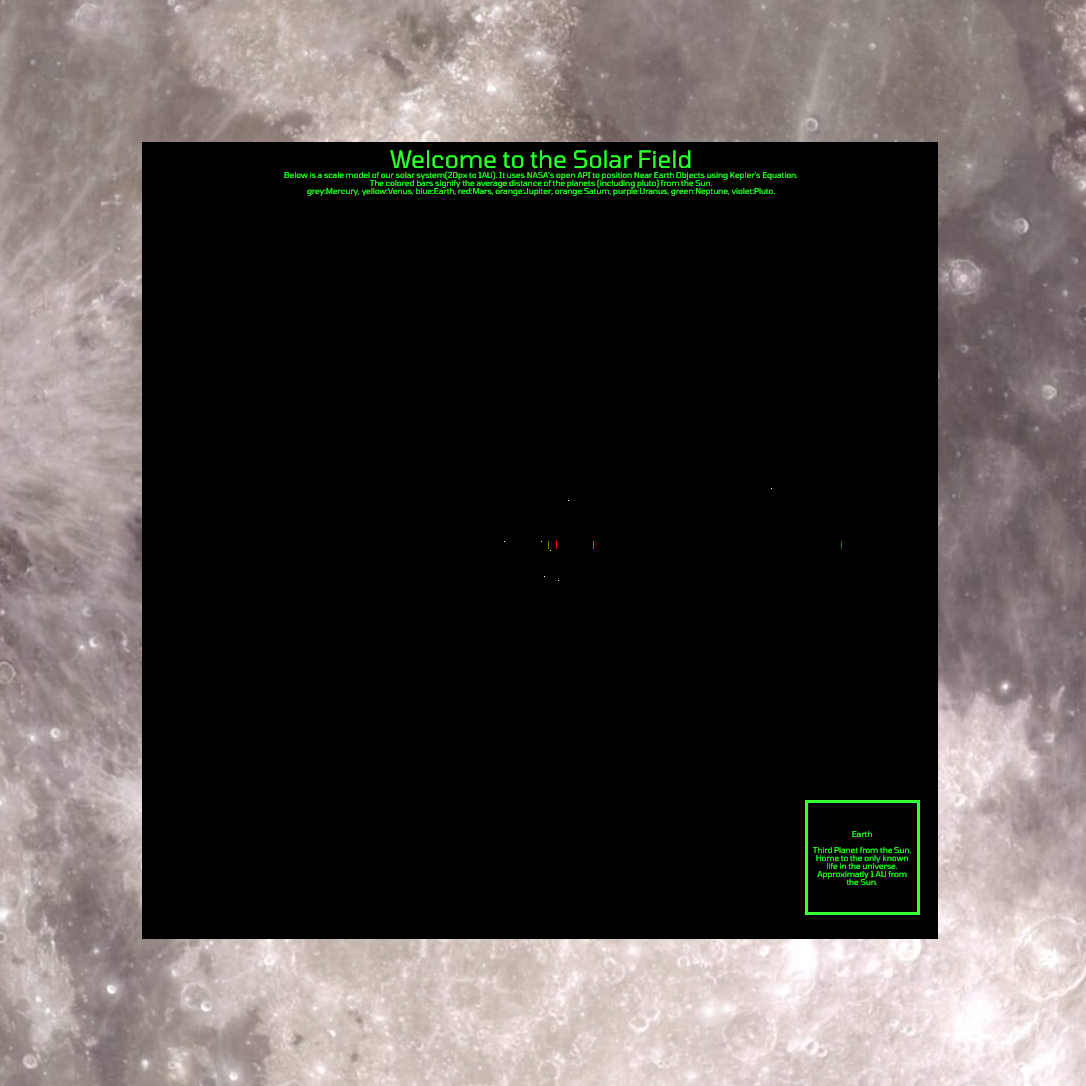 Welcome to the Solar Field
Below is a scale model of our solar system(20px to 1AU). It uses NASA's open API to position Near Earth Objects using Kepler's Equation.
The colored bars signify the average distance of the planets (including pluto) from the Sun.
grey:Mercury, yellow:Venus, blue:Earth, red:Mars, orange:Jupiter, orange:Saturn, purple:Uranus, green:Neptune, violet:Pluto.
Earth
Third Planet from the Sun.
Home to the only known
life in the universe.
Approximatly 1 AU from
the Sun.